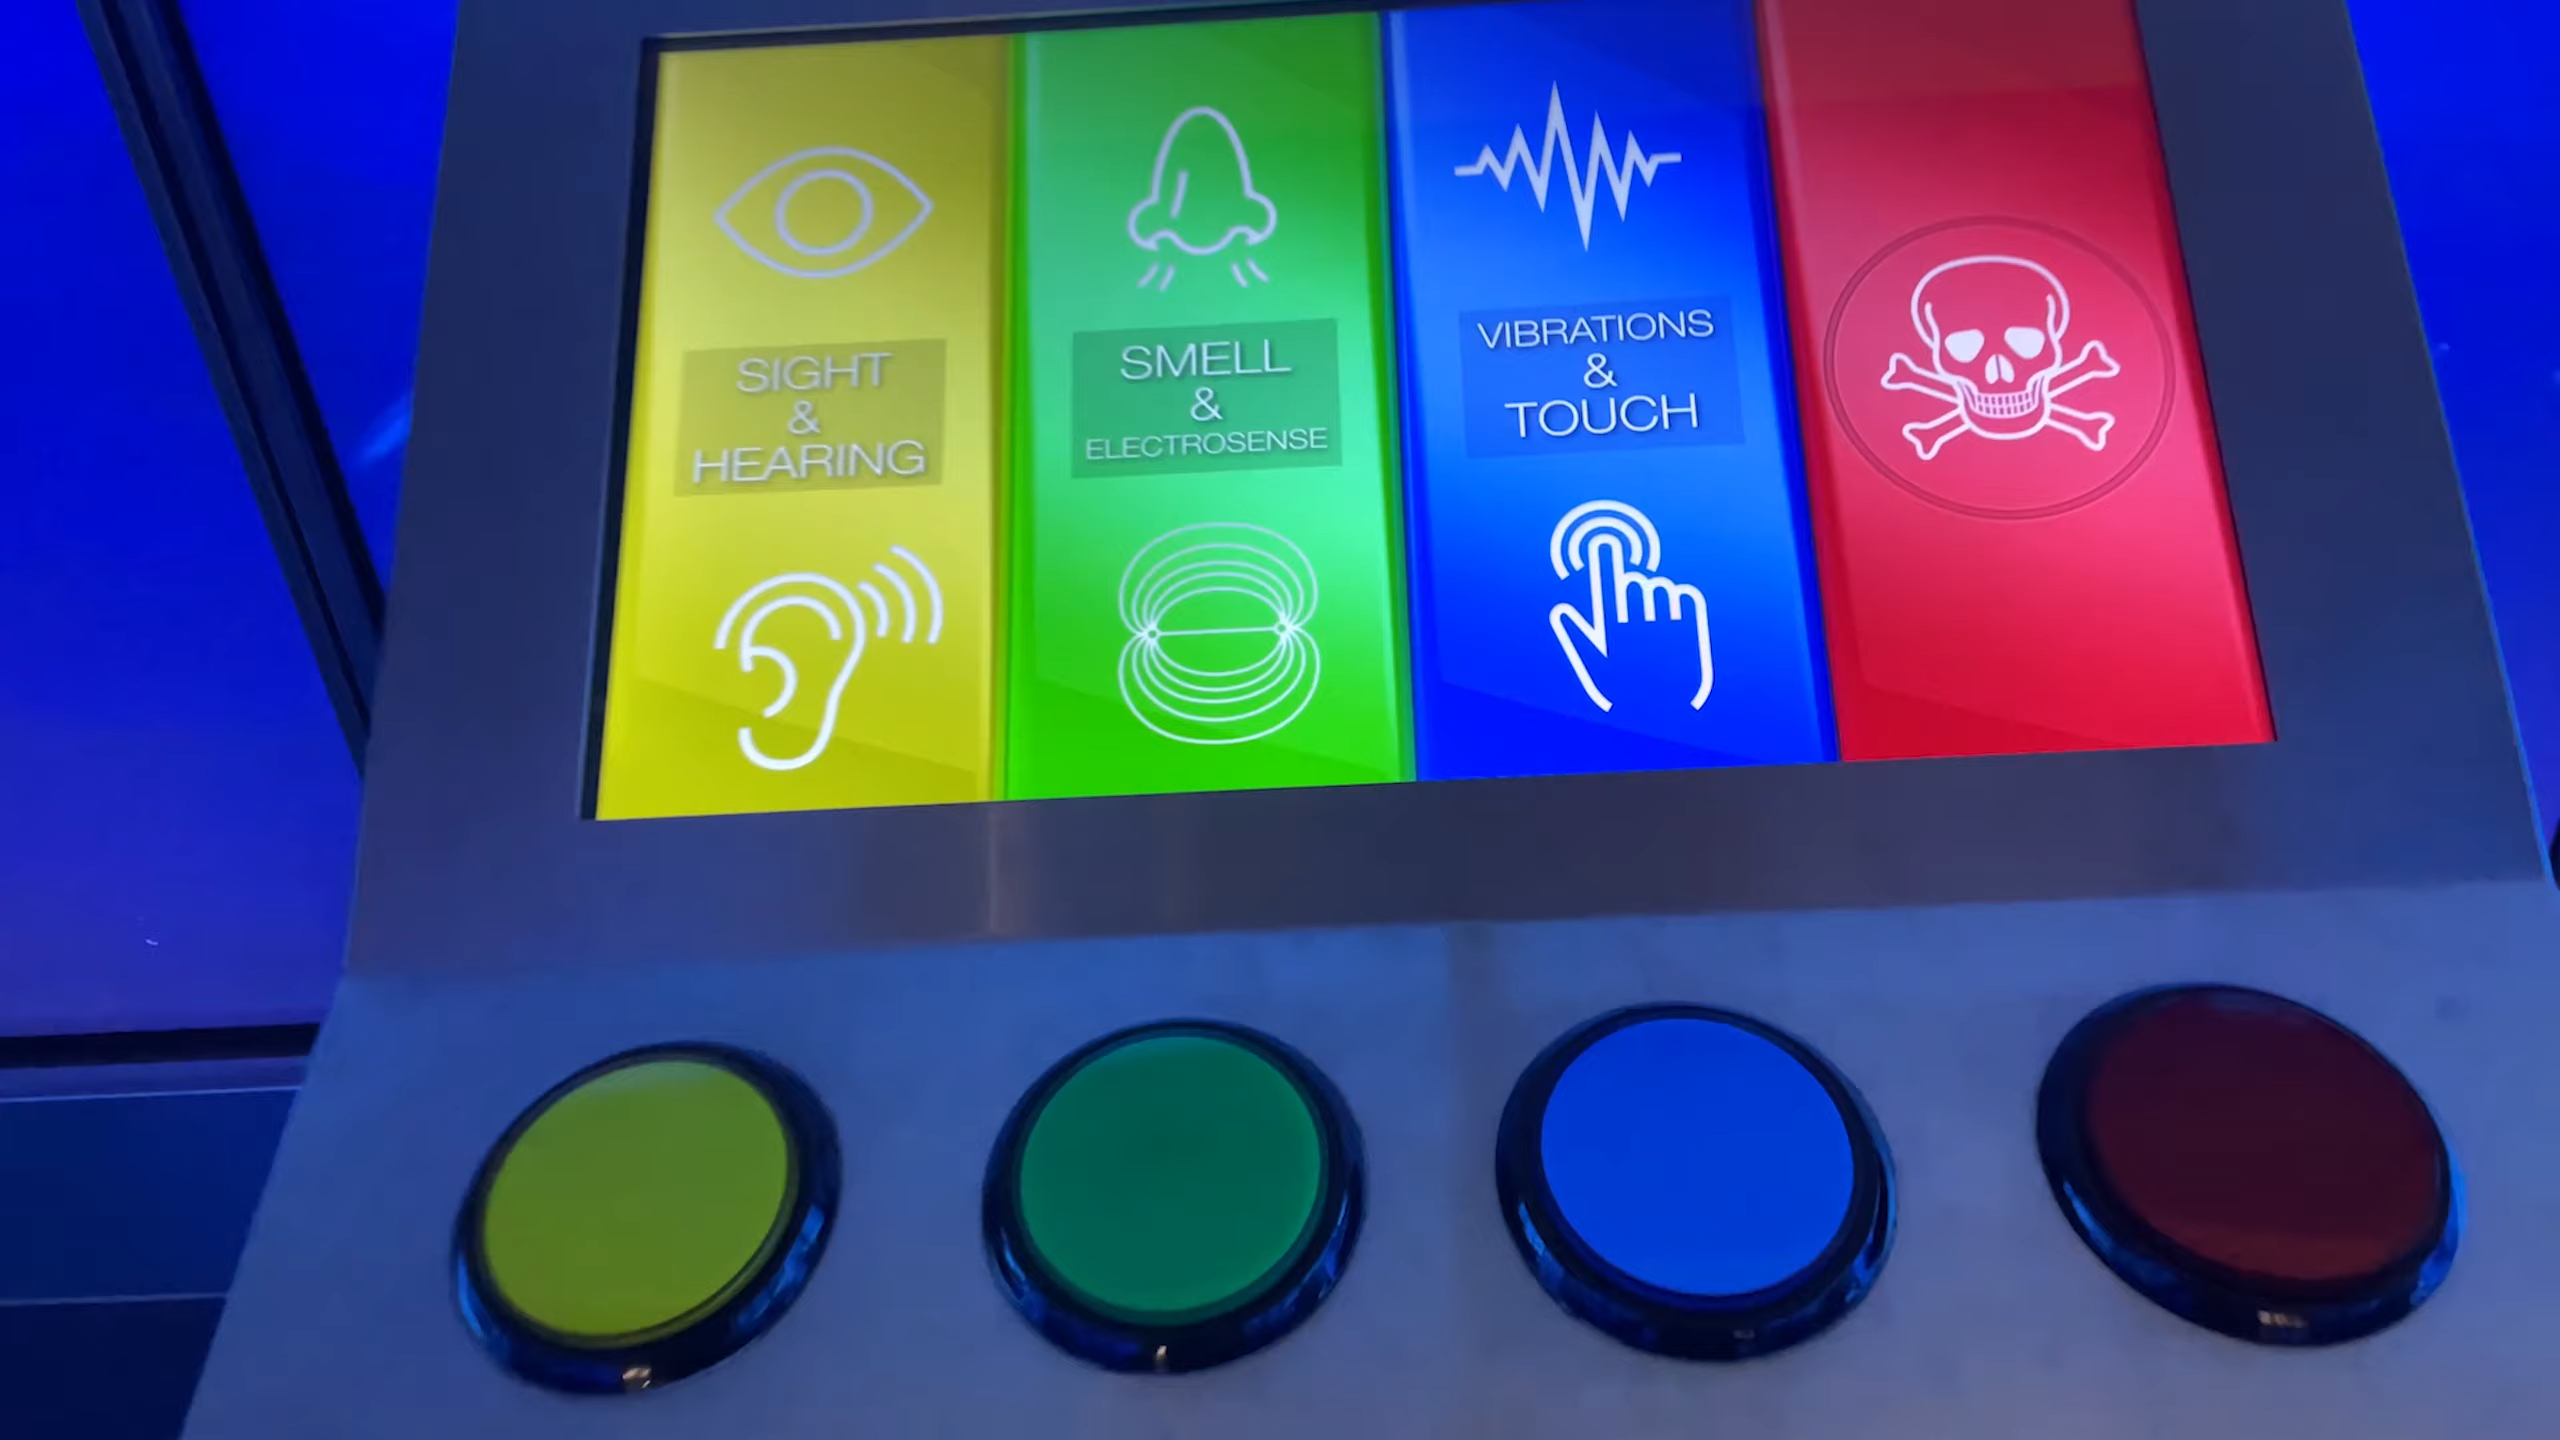 SIGHT
&
HEARING
SMELL
&
ELECTROSENSE
VIBRATIONS
&
TOUCH